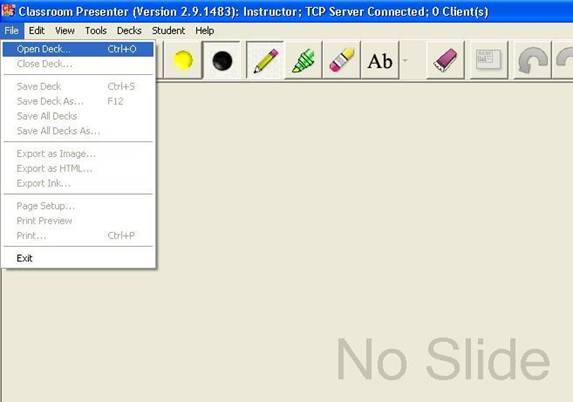 Classroom Presenter (Version 2.9.1483): Instructor; TCP Server Connected; 0 Client(s)
File Edit View Tools Decks Student Help
Open Deck... Ctrl+O
Close Deck...
Save Deck Ctrl+S
Save Deck As... F12
Save All Decks
Save All Decks As...
Export as Image...
Export as HTML...
Export Ink...
Page Setup...
Print Preview
Print... Ctrl+P
Exit
Ab
No Slide